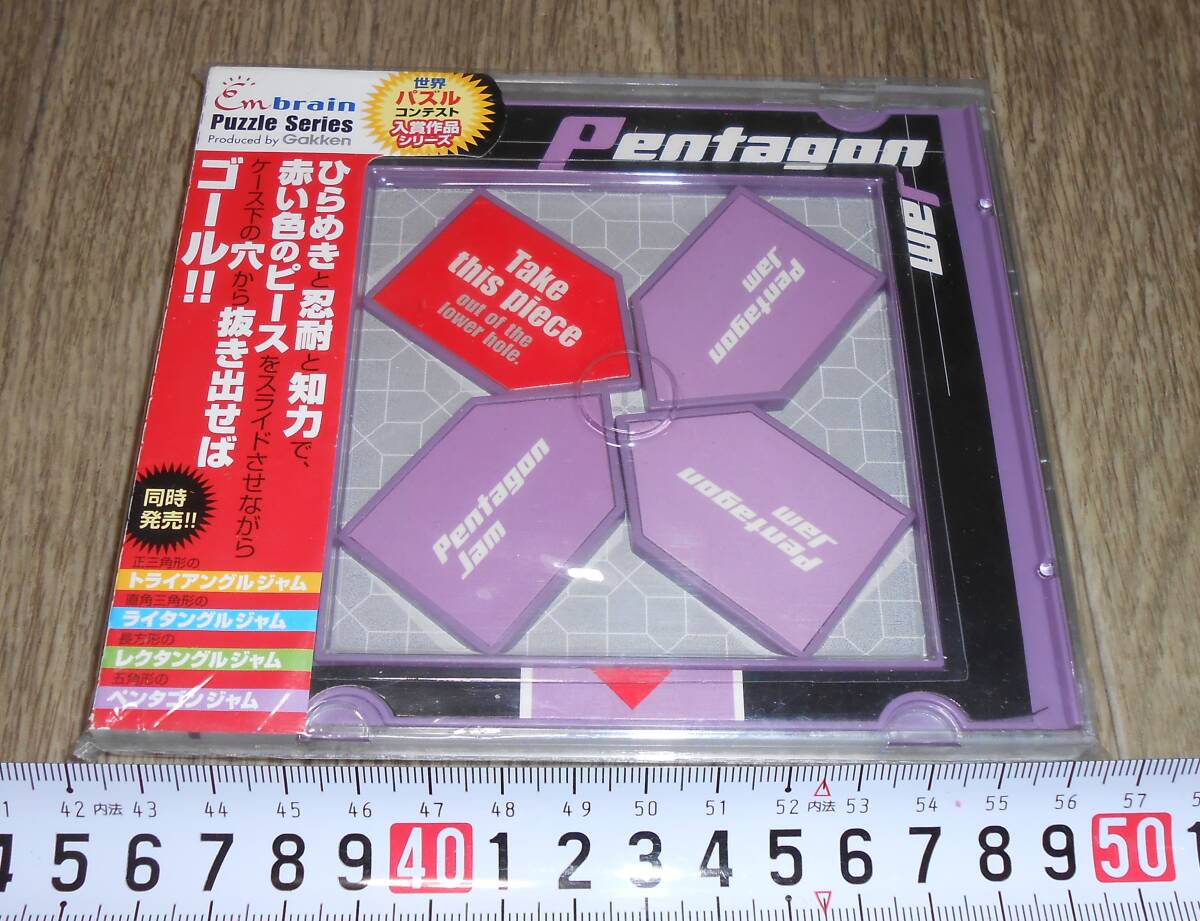 Em brain
Puzzle Series
Produced by Gakken
世界
パズル
コンテスト
入賞作品
シリーズ
ひらめきと忍耐と知力で、
赤い色のピースをスライドさせながら
ケース下の穴から抜き出せば
ゴール!!
同時
発売!!
正三角形の
トライアングルジャム
直角三角形の
ライタングルジャム
長方形の
レクタングルジャム
五角形の
ペンタゴンジャム
Pentagon
Jam
Take
this piece
out of the
lower hole.
Pentagon
Jam
Pentagon
Jam
Pentagon
Jam
42 内法 43 44 45 46 47 48 49 50 51 52 内法 53 54 55 56 57
4 5 6 7 8 9 40 1 2 3 4 5 6 7 8 9 50